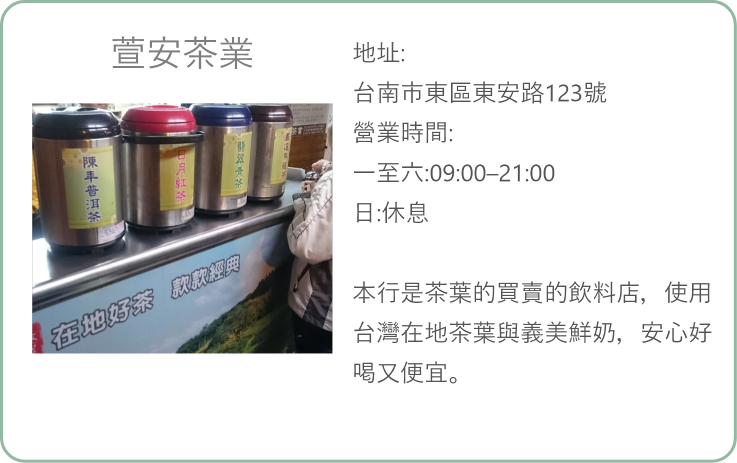 萱安茶業
地址:
台南市東區東安路123號
營業時間:
一至六:09:00–21:00
日:休息
本行是茶葉的買賣的飲料店，使用
台灣在地茶葉與義美鮮奶，安心好
喝又便宜。
陳年普洱茶
日月紅茶
翡翠青茶
在地好茶 款款經典